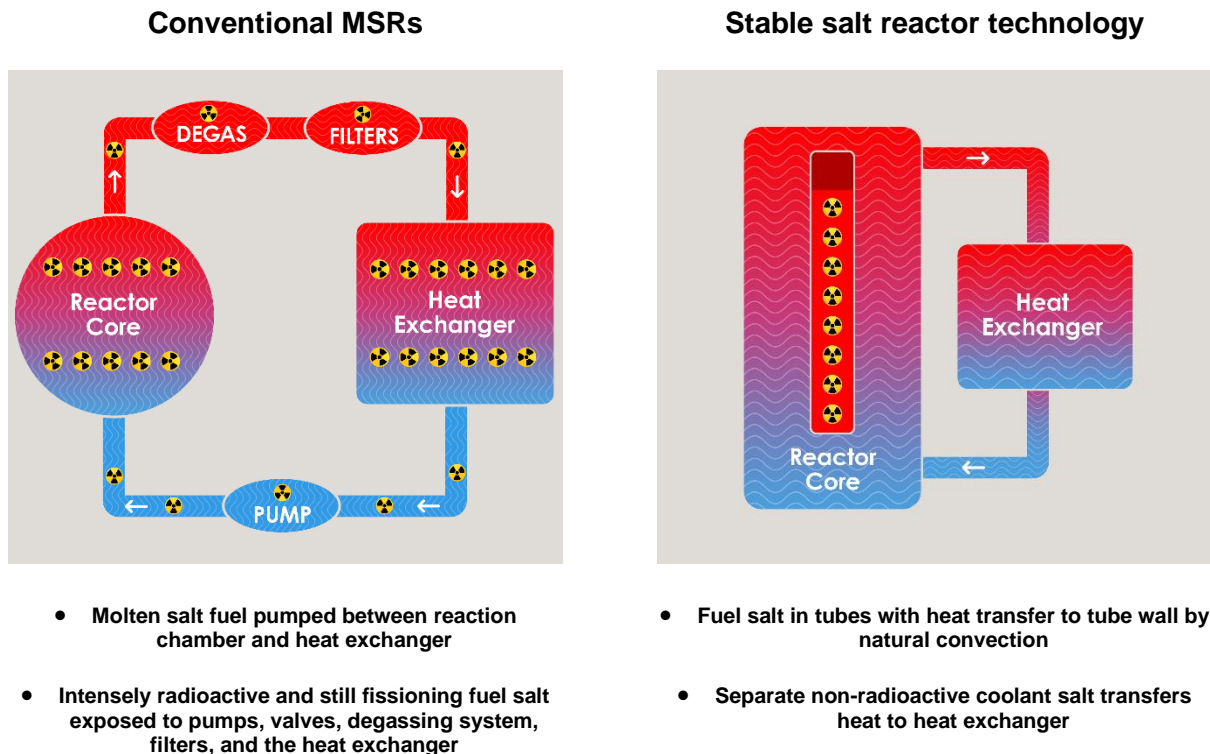 Conventional MSRs
DEGAS
FILTERS
Reactor
Core
Heat
Exchanger
PUMP
• Molten salt fuel pumped between reaction
chamber and heat exchanger
• Intensely radioactive and still fissioning fuel salt
exposed to pumps, valves, degassing system,
filters, and the heat exchanger
Stable salt reactor technology
Heat
Exchanger
Reactor
Core
• Fuel salt in tubes with heat transfer to tube wall by
natural convection
• Separate non-radioactive coolant salt transfers
heat to heat exchanger